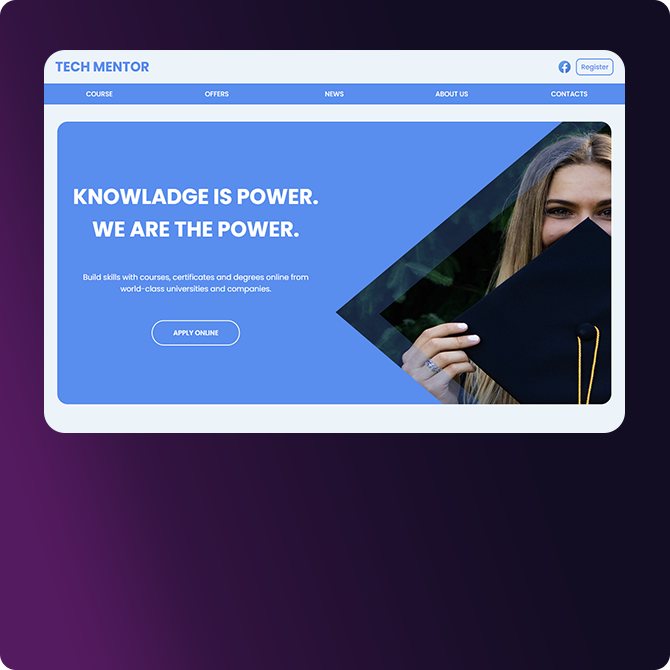 TECH MENTOR
Register
COURSE
OFFERS
NEWS
ABOUT US
CONTACTS
KNOWLADGE IS POWER.
WE ARE THE POWER.
Build skills with courses, certificates and degrees online from
world-class universities and companies.
APPLY ONLINE